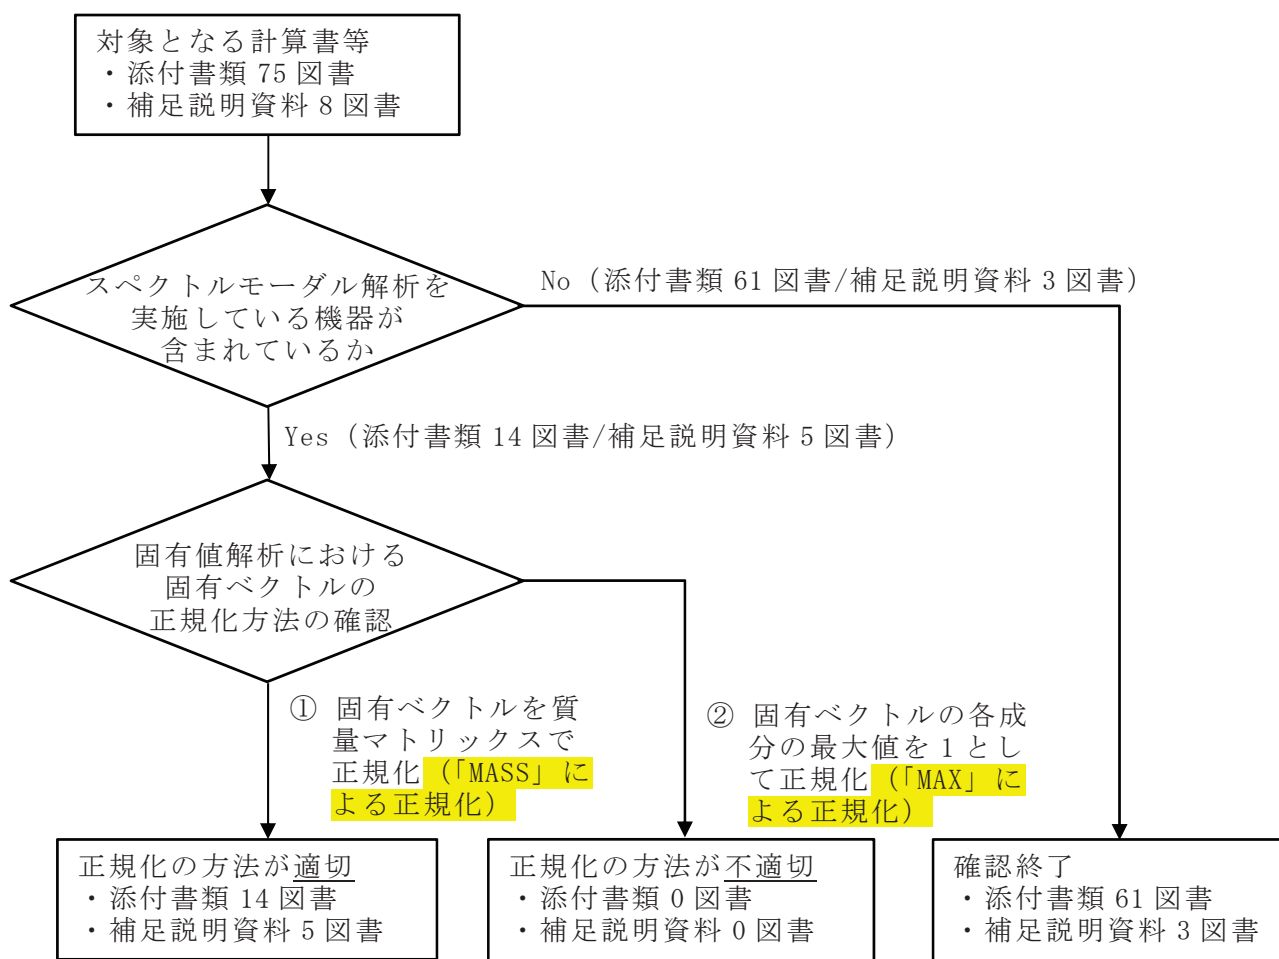 対象となる計算書等
・添付書類 75 図書
・補足説明資料 8 図書
スペクトルモーダル解析を
実施している機器が
含まれているか
No（添付書類 61 図書/補足説明資料 3 図書）
Yes（添付書類 14 図書/補足説明資料 5 図書）
固有値解析における
固有ベクトルの
正規化方法の確認
① 固有ベクトルを質
量マトリックスで
正規化（「MASS」に
よる正規化）
② 固有ベクトルの各成
分の最大値を 1 とし
て正規化（「MAX」に
よる正規化）
正規化の方法が適切
・添付書類 14 図書
・補足説明資料 5 図書
正規化の方法が不適切
・添付書類 0 図書
・補足説明資料 0 図書
確認終了
・添付書類 61 図書
・補足説明資料 3 図書